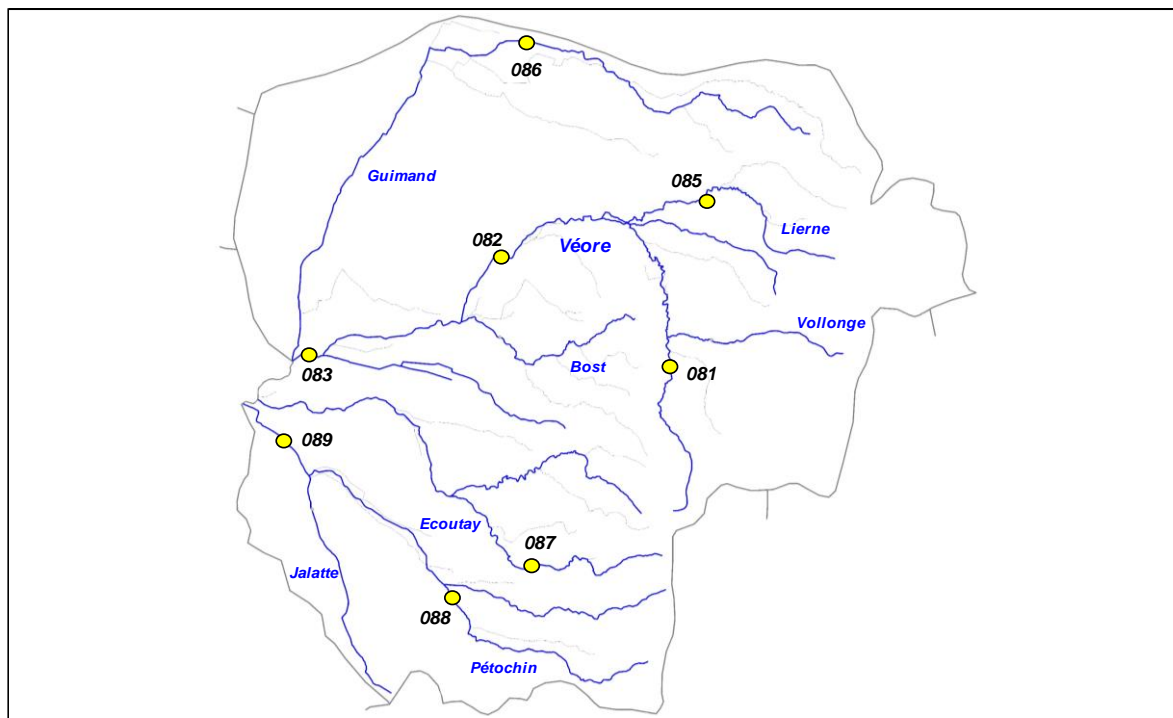 086
Guimand
085
Lierne
082
Véore
Vollonge
Bost
081
083
089
Ecoutay
087
Jalatte
088
Pétochin